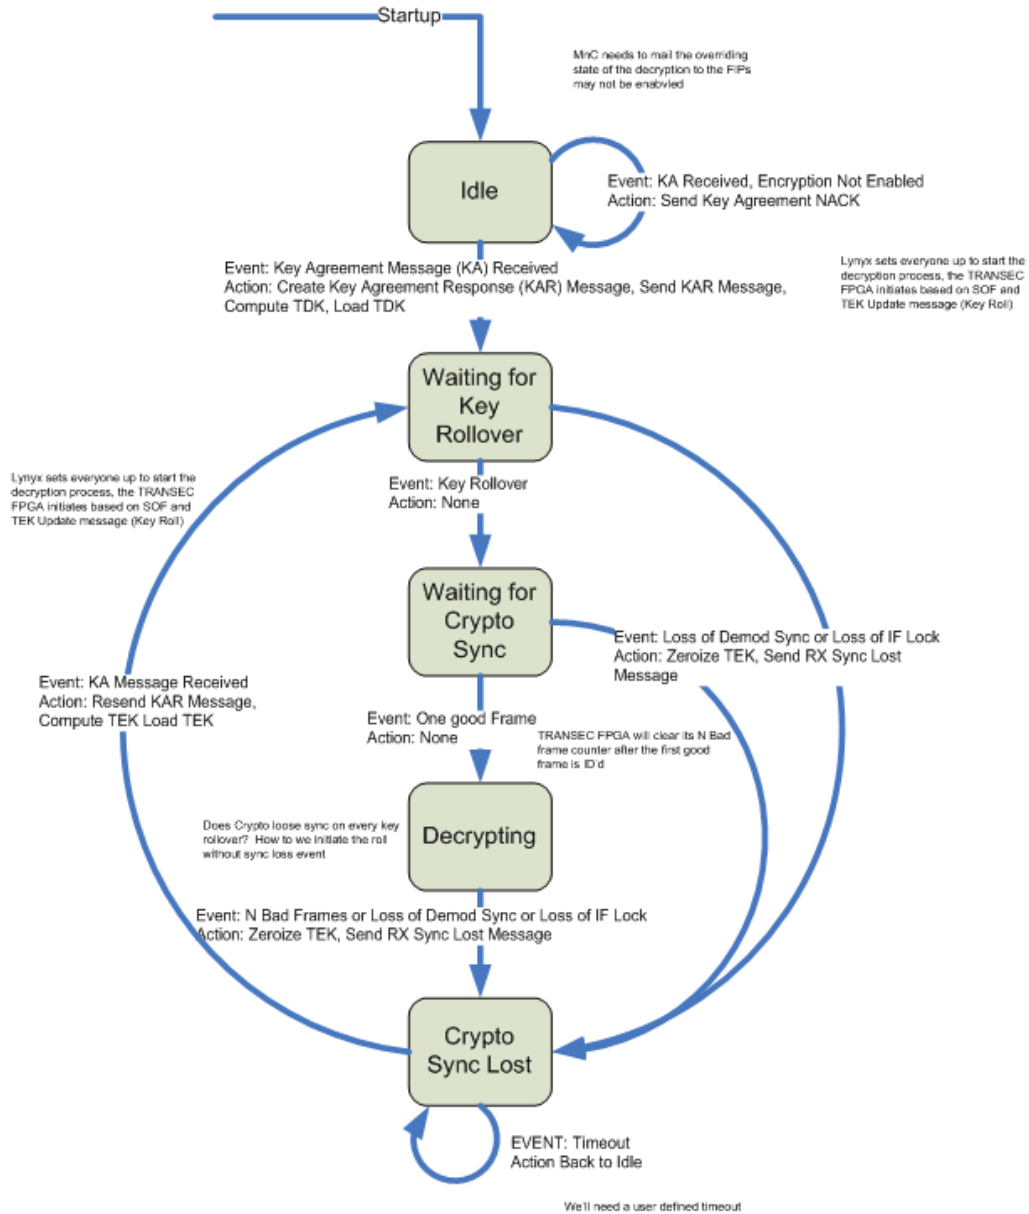 Startup
MnC needs to mail the overriding
state of the decryption to the FIPs
may not be enabvled
Idle
Event: KA Received, Encryption Not Enabled
Action: Send Key Agreement NACK
Event: Key Agreement Message (KA) Received
Action: Create Key Agreement Response (KAR) Message, Send KAR Message,
Compute TDK, Load TDK
Lynyx sets everyone up to start the
decryption process, the TRANSEC
FPGA initiates based on SOF and
TEK Update message (Key Roll)
Waiting for
Key
Rollover
Lynyx sets everyone up to start the
decryption process, the TRANSEC
FPGA initiates based on SOF and
TEK Update message (Key Roll)
Event: Key Rollover
Action: None
Waiting for
Crypto
Sync
Event: Loss of Demod Sync or Loss of IF Lock
Action: Zeroize TEK, Send RX Sync Lost
Message
Event: KA Message Received
Action: Resend KAR Message,
Compute TEK Load TEK
Event: One good Frame
Action: None
TRANSEC FPGA will clear its N Bad
frame counter after the first good
frame is ID'd
Does Crypto loose sync on every key
rollover? How to we initiate the roll
without sync loss event
Decrypting
Event: N Bad Frames or Loss of Demod Sync or Loss of IF Lock
Action: Zeroize TEK, Send RX Sync Lost Message
Crypto
Sync Lost
EVENT: Timeout
Action Back to Idle
We'll need a user defined timeout